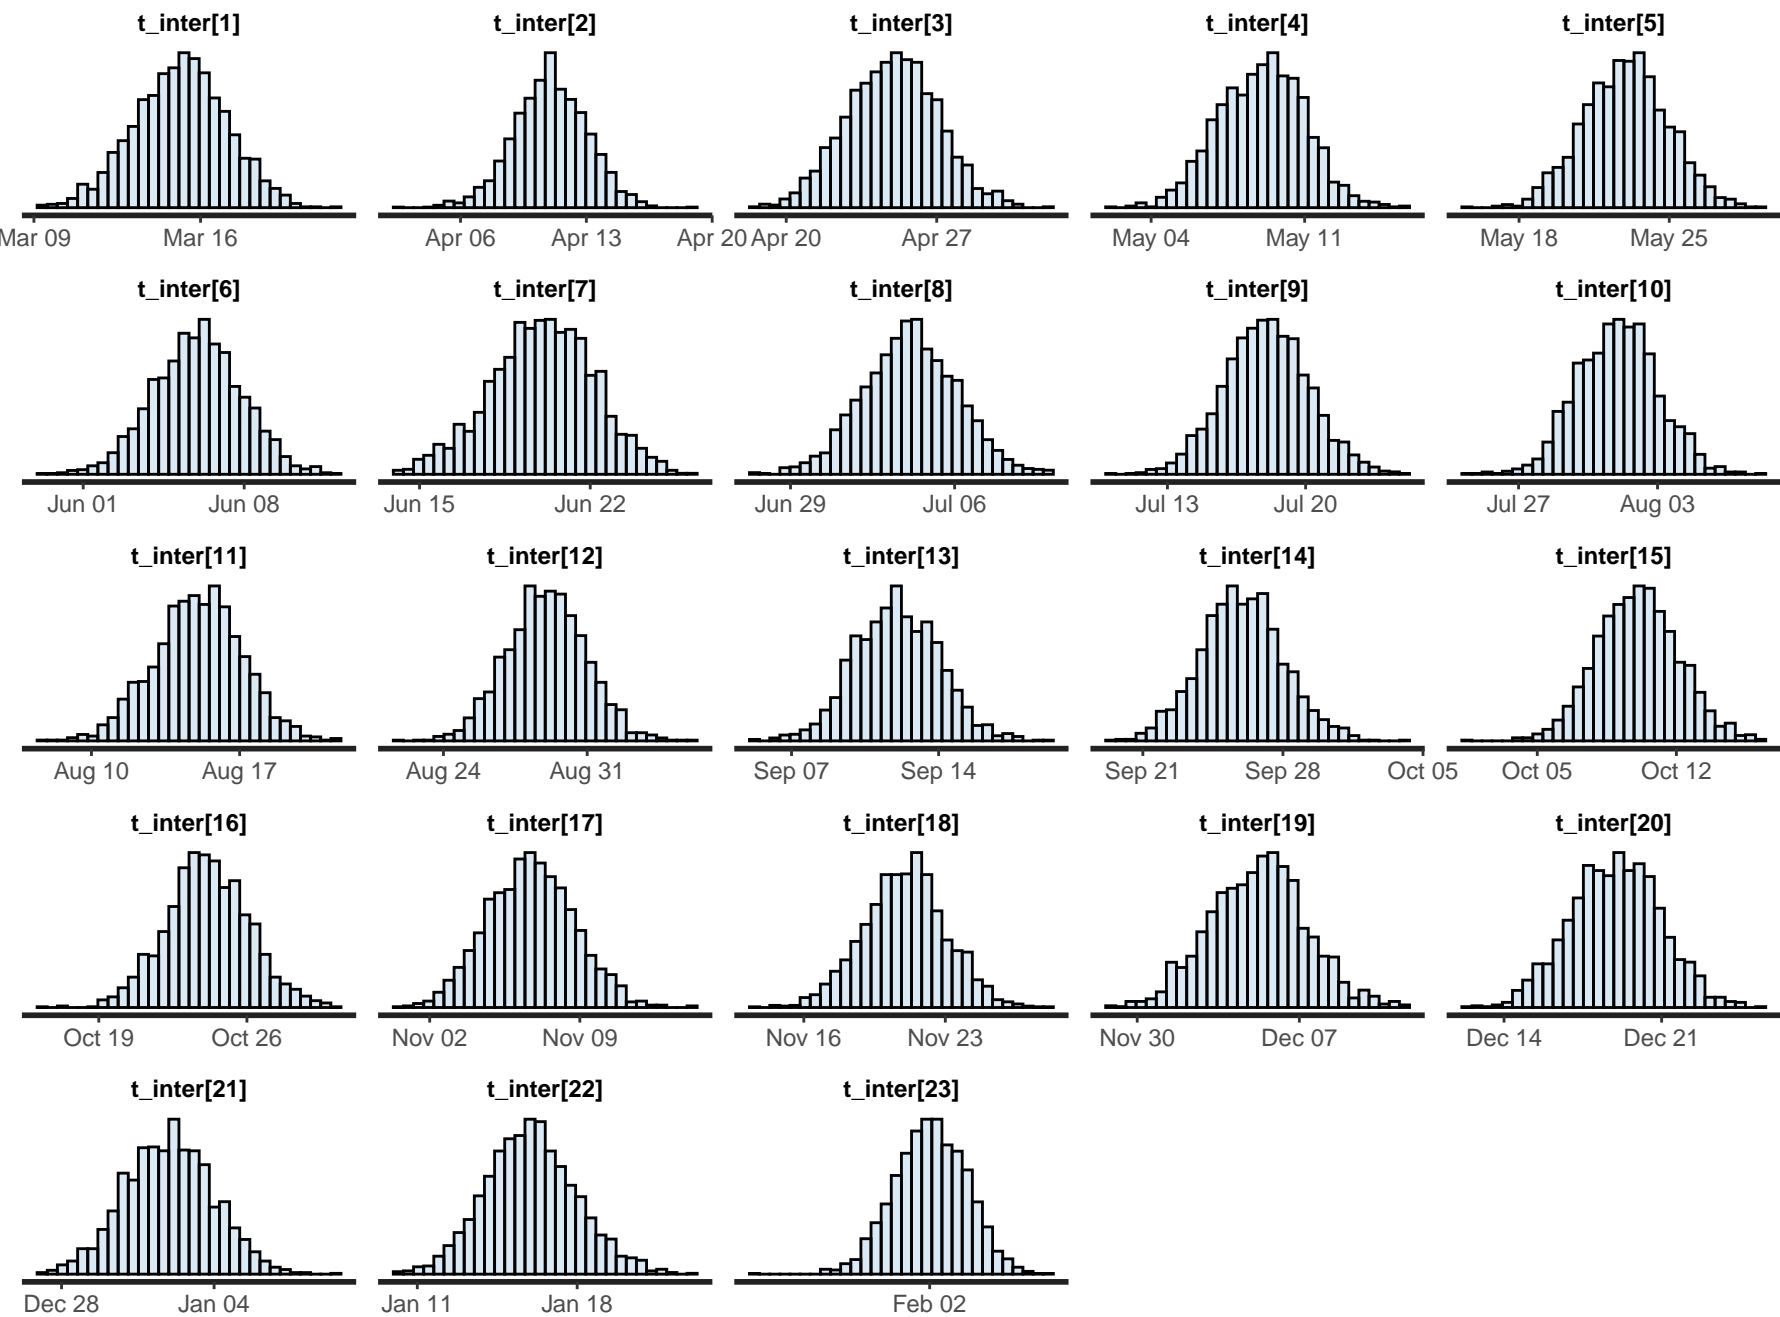 t_inter[1] t_inter[2] t_inter[3] t_inter[4] t_inter[5]
Mar 09 Mar 16 Apr 06 Apr 13 Apr 20 Apr 20 Apr 27 May 04 May 11 May 18 May 25
t_inter[6] t_inter[7] t_inter[8] t_inter[9] t_inter[10]
Jun 01 Jun 08 Jun 15 Jun 22 Jun 29 Jul 06 Jul 13 Jul 20 Jul 27 Aug 03
t_inter[11] t_inter[12] t_inter[13] t_inter[14] t_inter[15]
Aug 10 Aug 17 Aug 24 Aug 31 Sep 07 Sep 14 Sep 21 Sep 28 Oct 05 Oct 05 Oct 12
t_inter[16] t_inter[17] t_inter[18] t_inter[19] t_inter[20]
Oct 19 Oct 26 Nov 02 Nov 09 Nov 16 Nov 23 Nov 30 Dec 07 Dec 14 Dec 21
t_inter[21] t_inter[22] t_inter[23]
Dec 28 Jan 04 Jan 11 Jan 18 Feb 02